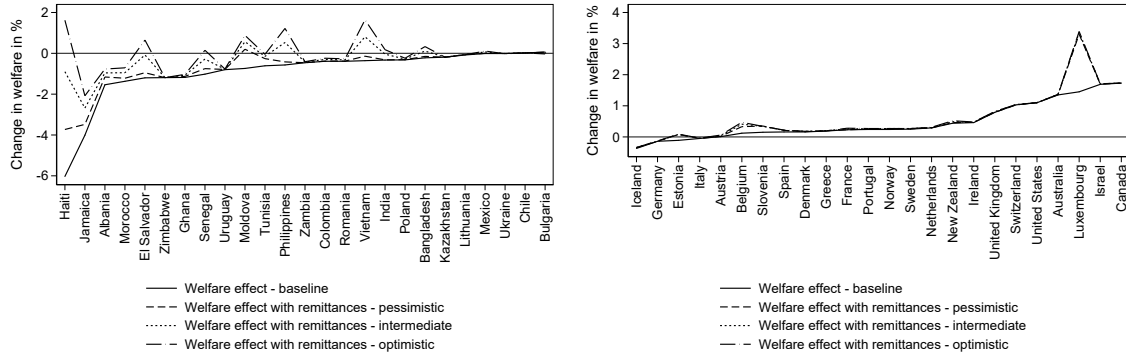 Change in welfare in %
2
0
-2
-4
-6
Haiti
Jamaica
Albania
Morocco
El Salvador
Zimbabwe
Ghana
Senegal
Uruguay
Moldova
Tunisia
Philippines
Zambia
Colombia
Romania
Vietnam
India
Poland
Bangladesh
Kazakhstan
Lithuania
Mexico
Ukraine
Chile
Bulgaria
Welfare effect - baseline
Welfare effect with remittances - pessimistic
Welfare effect with remittances - intermediate
Welfare effect with remittances - optimistic
Change in welfare in %
4
3
2
1
0
Iceland
Germany
Estonia
Italy
Austria
Belgium
Slovenia
Spain
Denmark
Greece
France
Portugal
Norway
Sweden
Netherlands
New Zealand
Ireland
United Kingdom
Switzerland
United States
Australia
Luxembourg
Israel
Canada
Welfare effect - baseline
Welfare effect with remittances - pessimistic
Welfare effect with remittances - intermediate
Welfare effect with remittances - optimistic